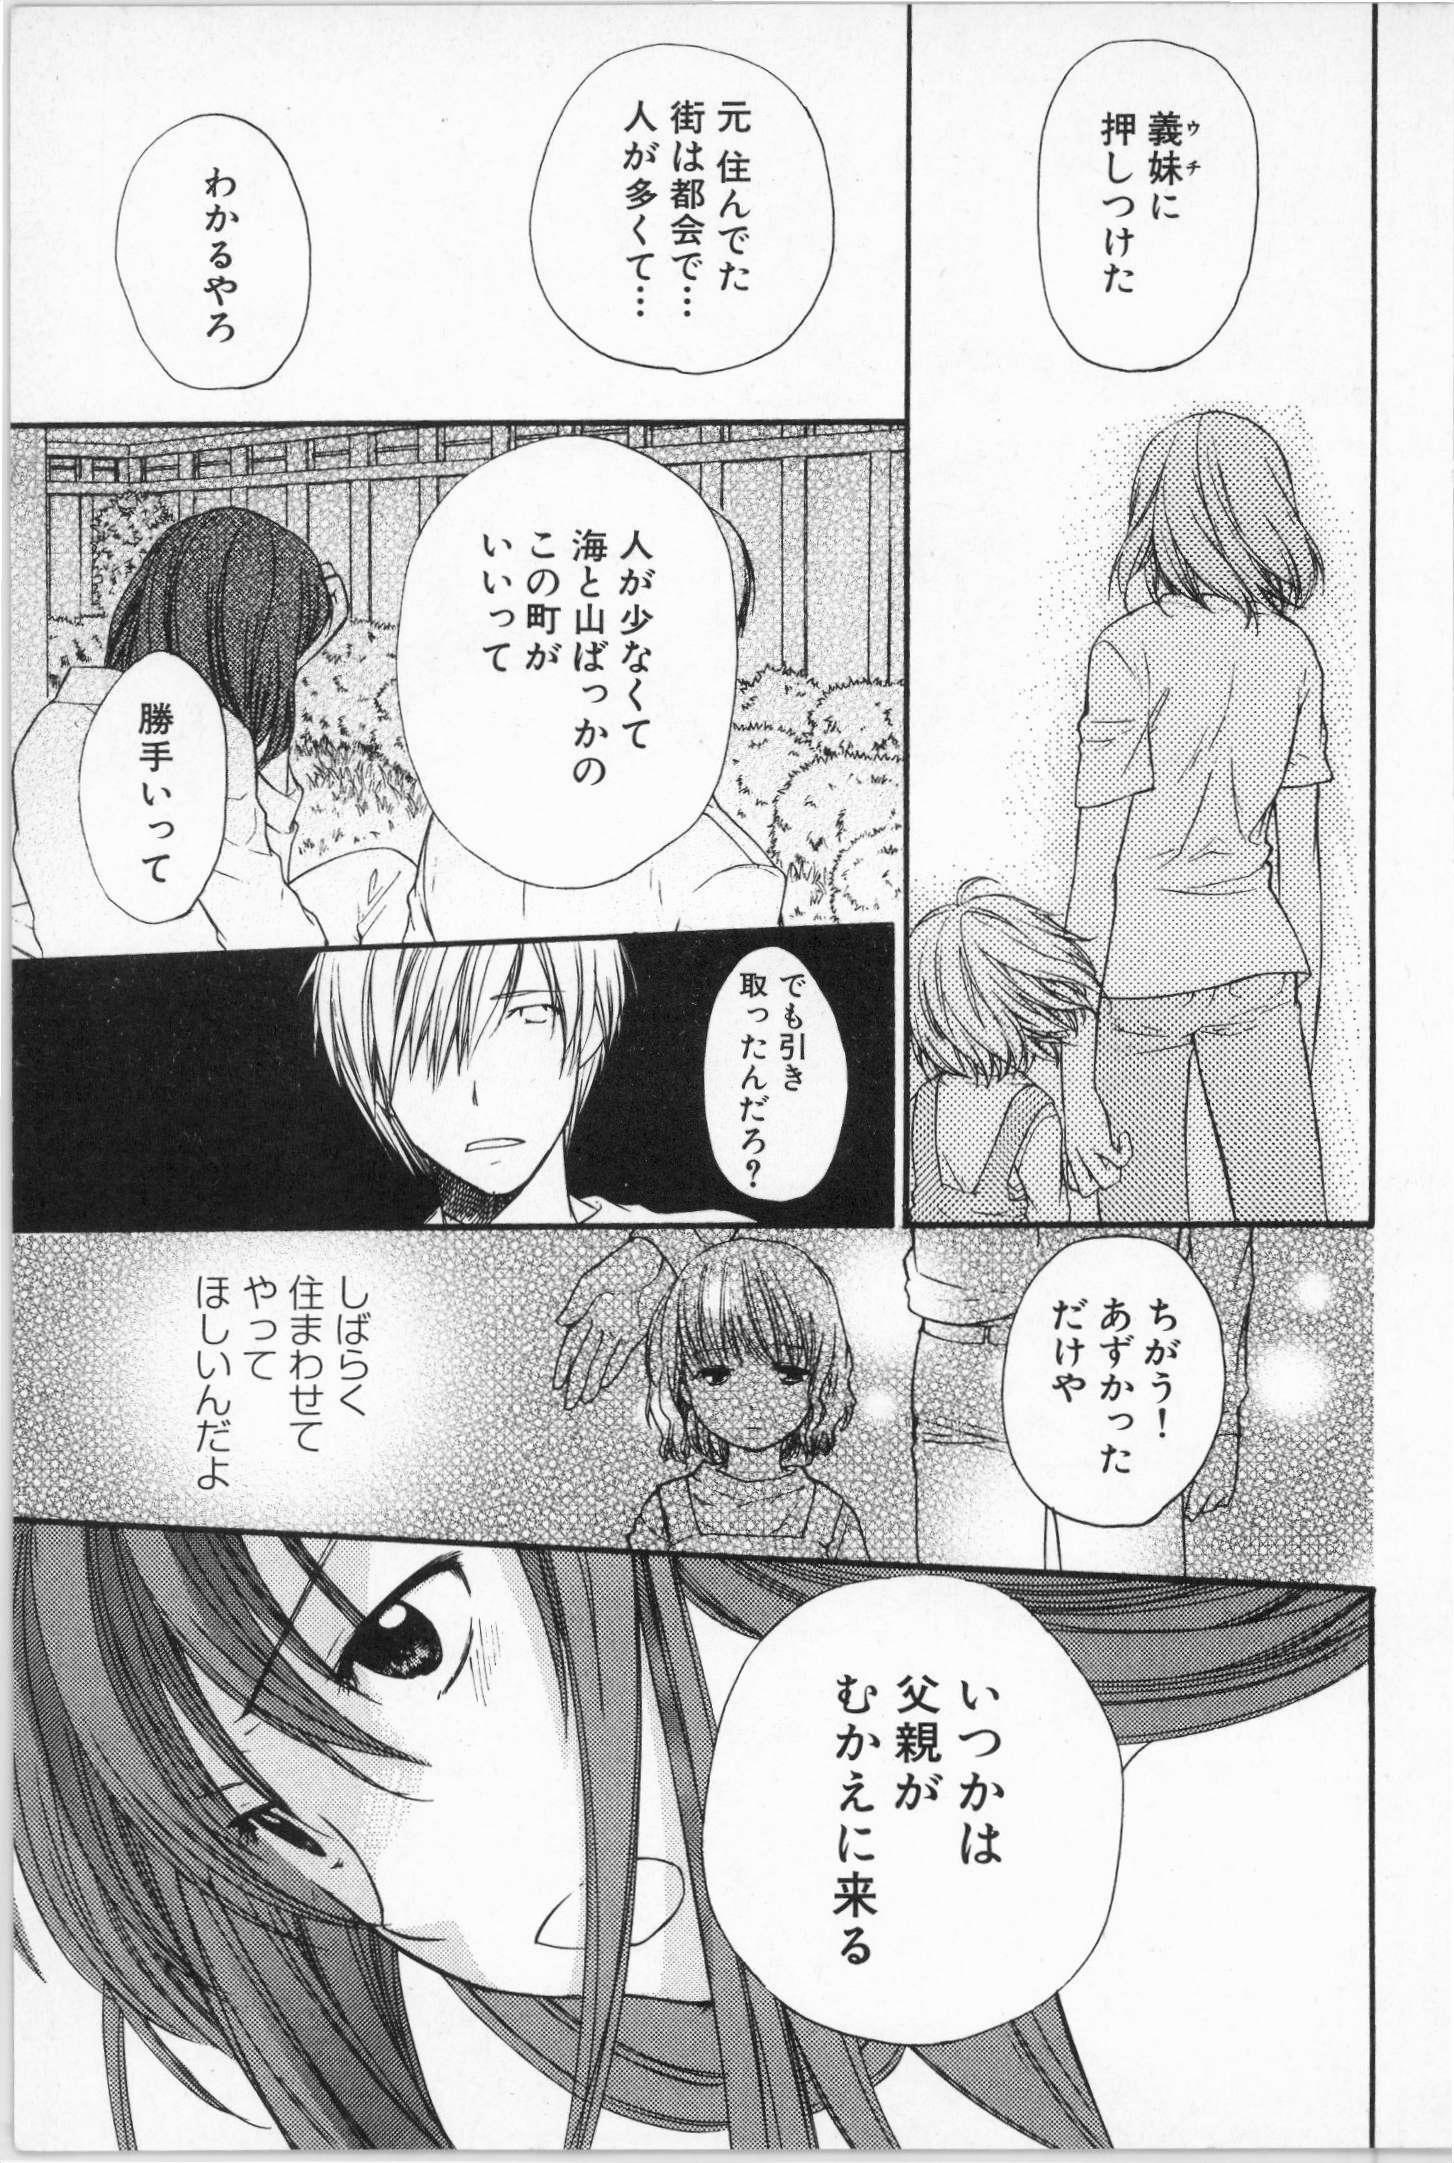 義妹に
ウチ
押しつけた
元 住んでた
街は都会で…
人が多くて…
わかるやろ
人が少なくて
海と山ばっかの
この町が
いいって
勝手いって
でも引き
取ったんだろ？
ちがう！
あずかった
だけや
しばらく
住まわせて
やって
ほしいんだよ
いつかは
父親が
むかえに来る